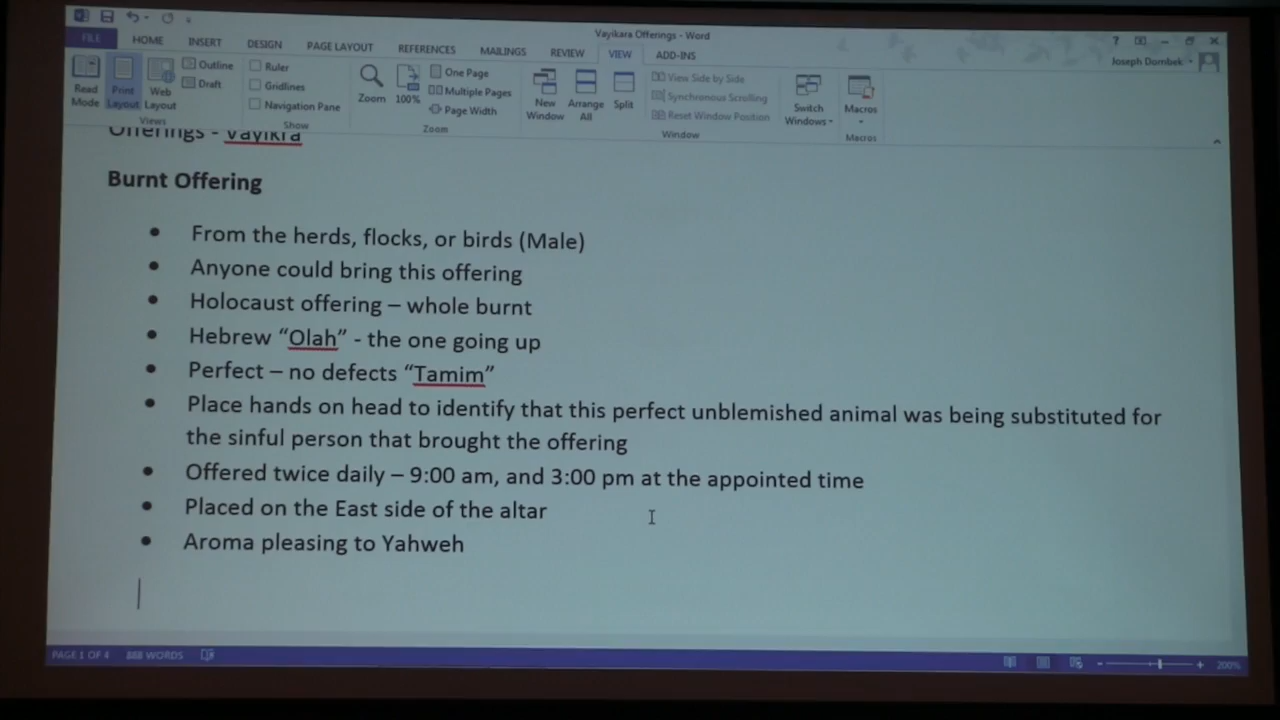 Vayikara Offerings - Word
FILE HOME INSERT DESIGN PAGE LAYOUT REFERENCES MAILINGS REVIEW VIEW ADD-INS
Joseph Dombek
Read Mode
Print Layout
Web Layout
Outline
Draft
Views
Ruler
Gridlines
Navigation Pane
Show
Zoom
100%
One Page
Multiple Pages
Page Width
Zoom
New Window
Arrange All
Split
View Side by Side
Synchronous Scrolling
Reset Window Position
Window
Switch Windows
Macros
Macros
Offerings - Vayikra
Burnt Offering
• From the herds, flocks, or birds (Male)
• Anyone could bring this offering
• Holocaust offering – whole burnt
• Hebrew “Olah” - the one going up
• Perfect – no defects “Tamim”
• Place hands on head to identify that this perfect unblemished animal was being substituted for
the sinful person that brought the offering
• Offered twice daily – 9:00 am, and 3:00 pm at the appointed time
• Placed on the East side of the altar
• Aroma pleasing to Yahweh
PAGE 1 OF 4 888 WORDS
200%